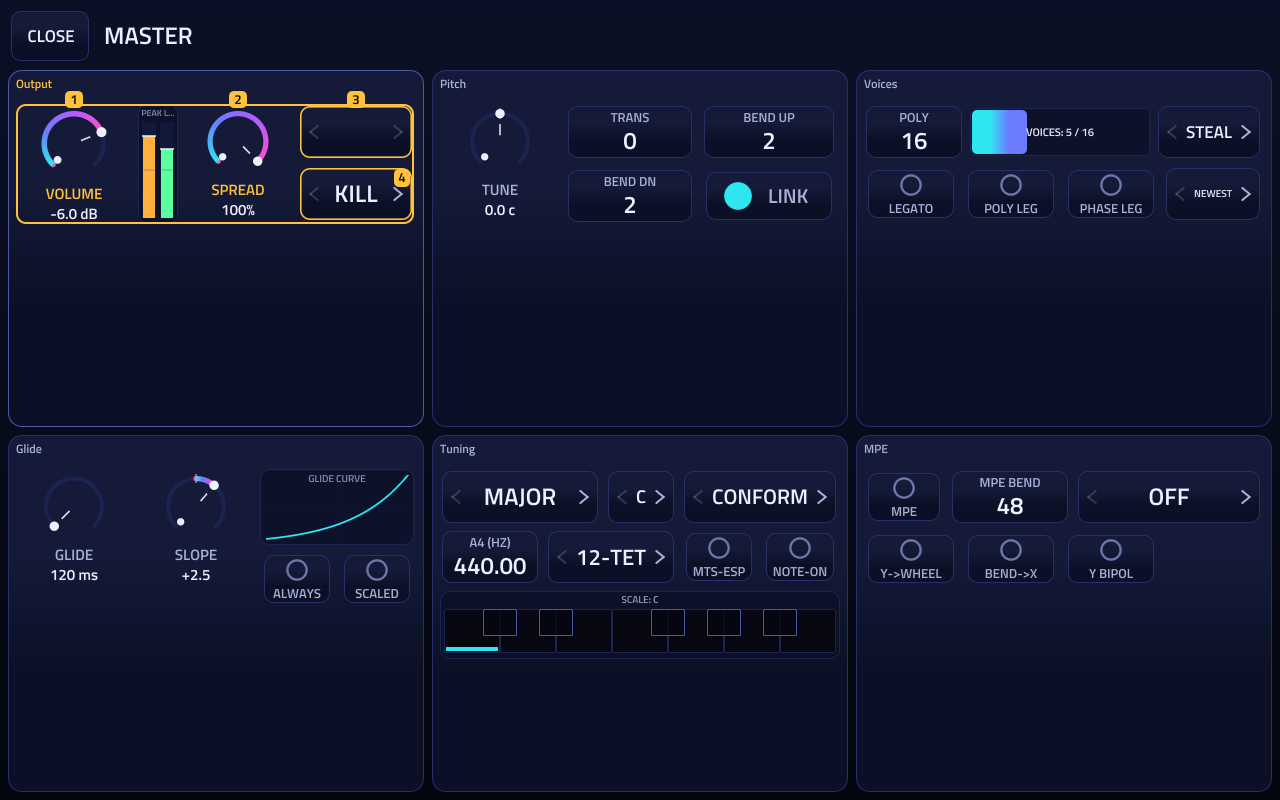 CLOSE MASTER
Output
1 2 3
PEAK L...
4
KILL
VOLUME
-6.0 dB
SPREAD
100%
Pitch
TUNE
0.0 c
TRANS
0
BEND UP
2
BEND DN
2
LINK
Voices
POLY
16
VOICES: 5 / 16
STEAL
LEGATO
POLY LEG
PHASE LEG
NEWEST
Glide
GLIDE
120 ms
SLOPE
+2.5
GLIDE CURVE
ALWAYS
SCALED
Tuning
MAJOR
C
CONFORM
A4 (HZ)
440.00
12-TET
MTS-ESP
NOTE-ON
SCALE: C
MPE
MPE
MPE BEND
48
OFF
Y->WHEEL
BEND->X
Y BIPOL